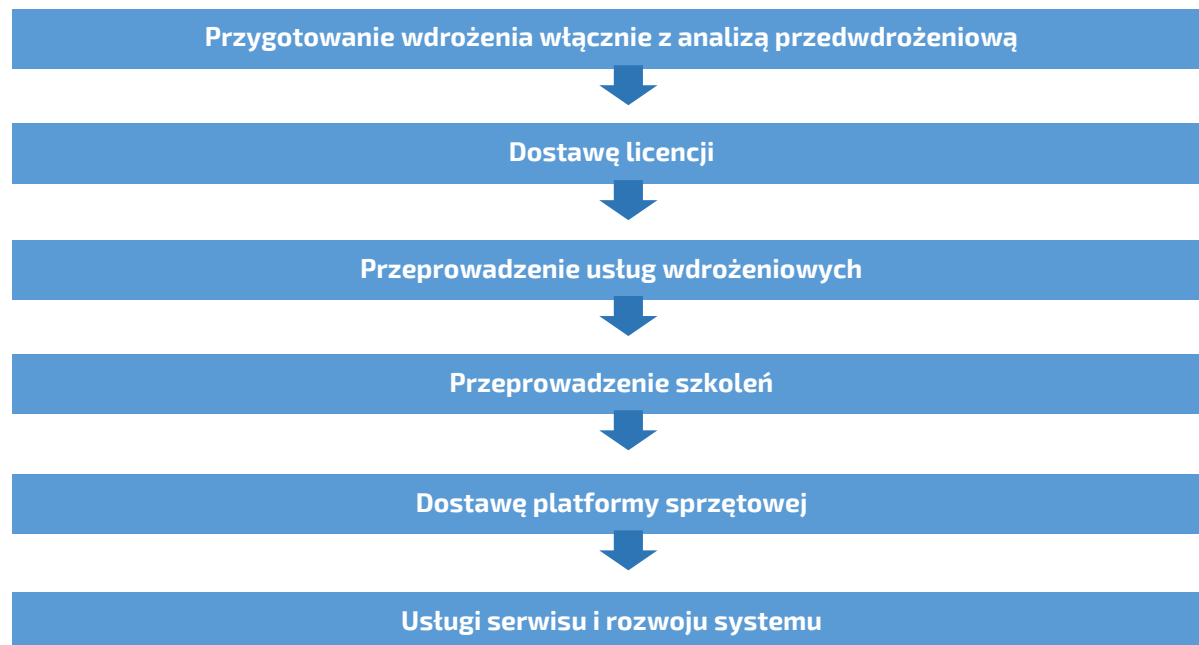 Przygotowanie wdrożenia włącznie z analizą przedwdrożeniową
Dostawę licencji
Przeprowadzenie usług wdrożeniowych
Przeprowadzenie szkoleń
Dostawę platformy sprzętowej
Usługi serwisu i rozwoju systemu